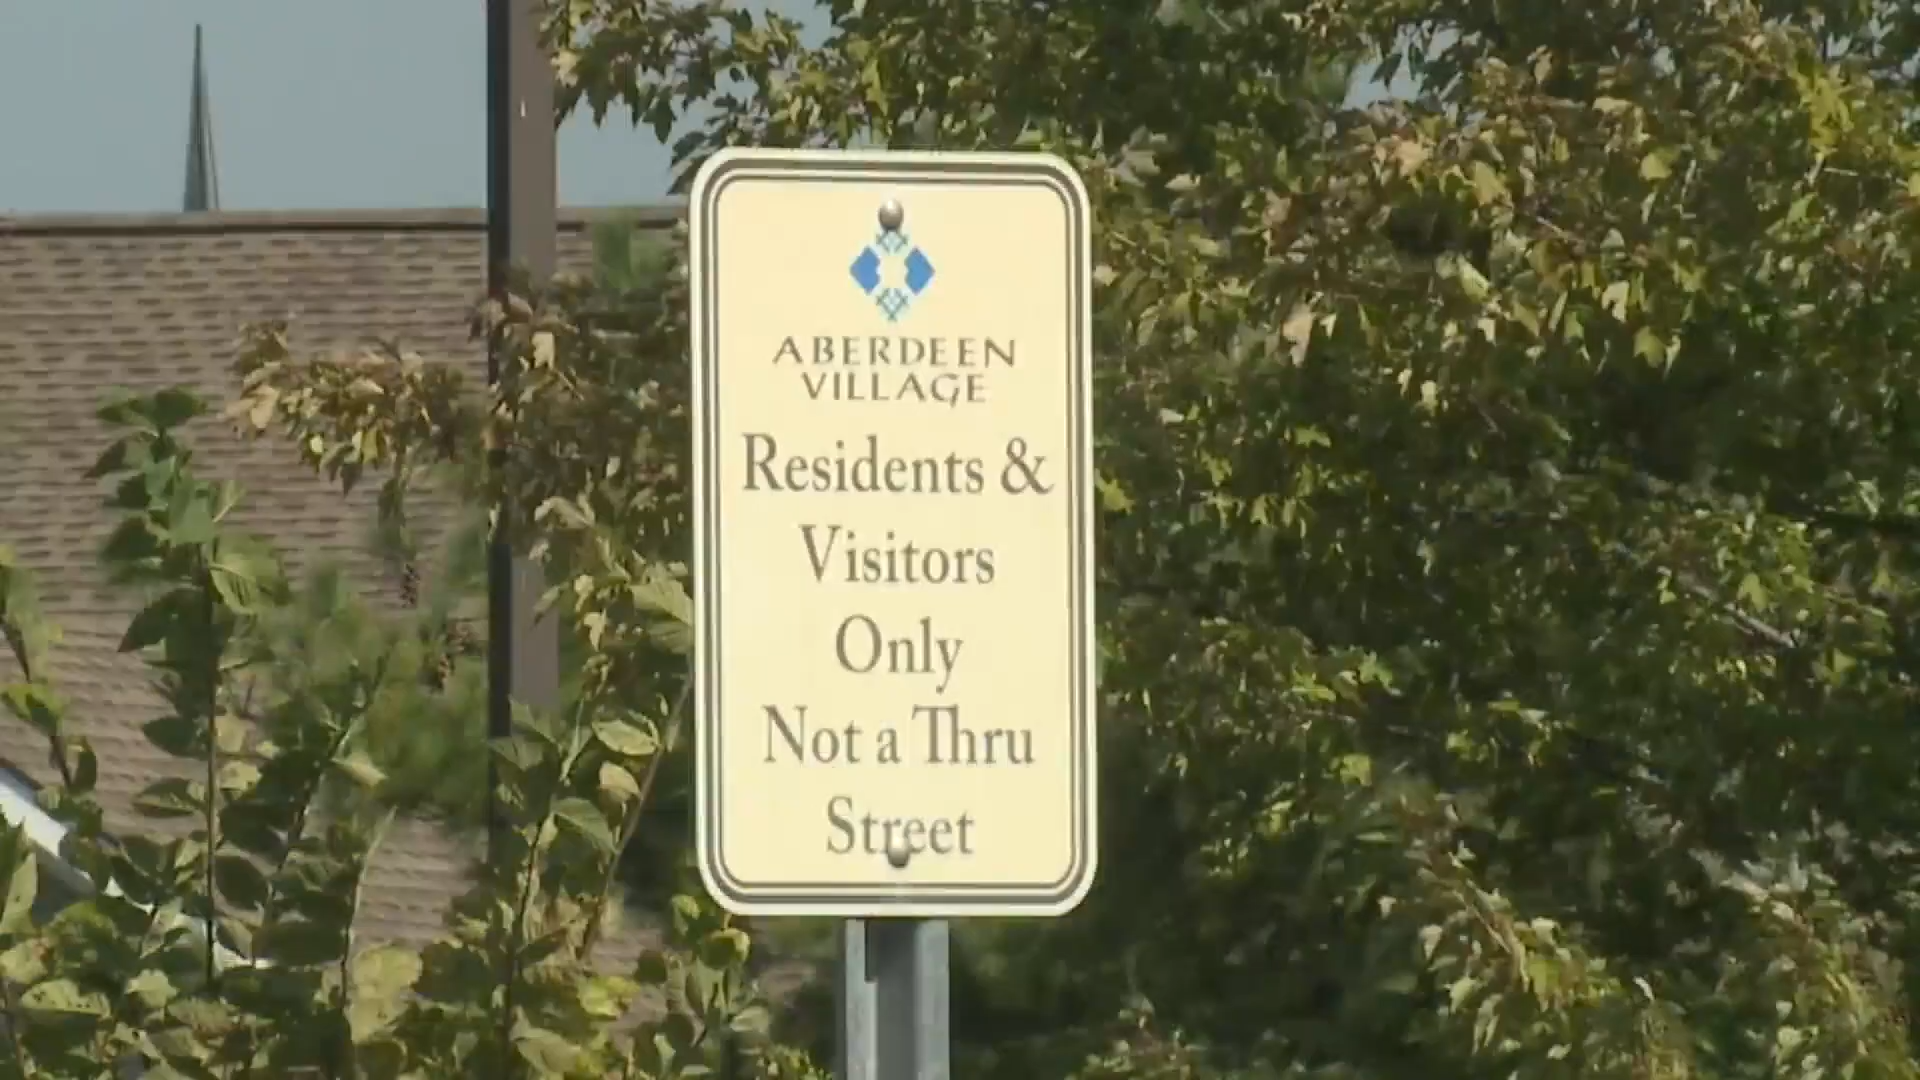 ABERDEEN
VILLAGE
Residents &
Visitors
Only
Not a Thru
Street